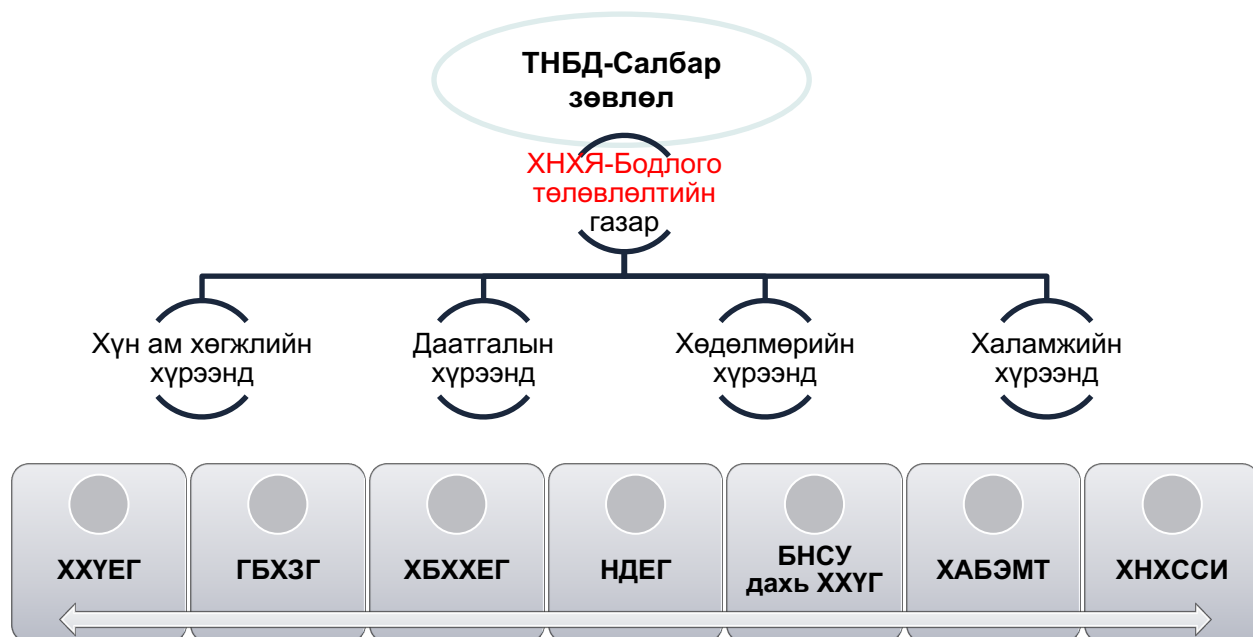 ТНБД-Салбар
зөвлөл
ХНХЯ-Бодлого
төлөвлөлтийн
газар
Хүн ам хөгжлийн
хүрээнд
Даатгалын
хүрээнд
Хөдөлмөрийн
хүрээнд
Халамжийн
хүрээнд
ХХҮЕГ
ГБХЗГ
ХБХХЕГ
НДЕГ
БНСУ
дахь ХХҮГ
ХАБЭМТ
ХНХССИ